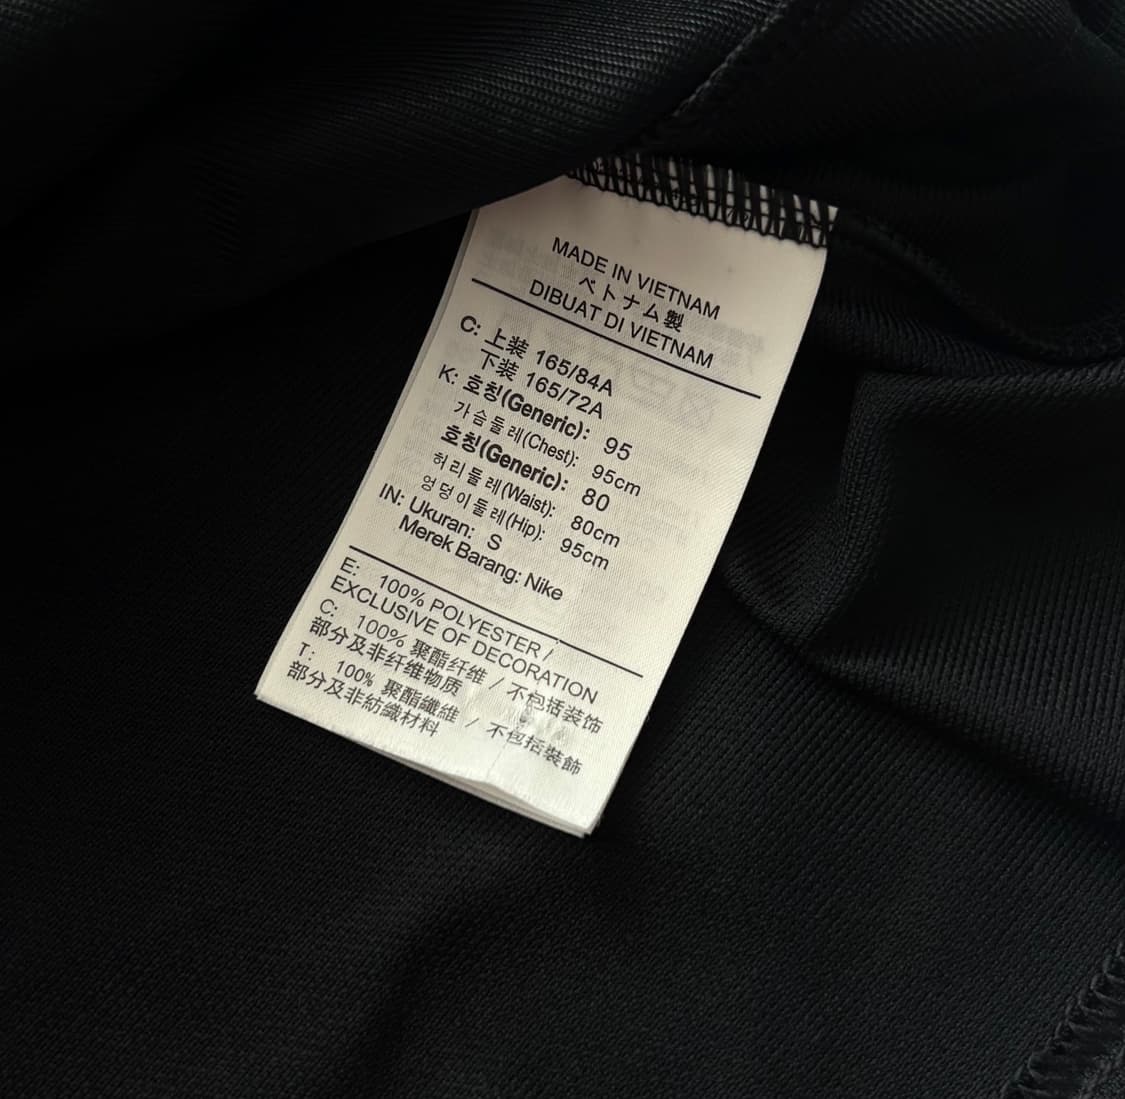 MADE IN VIETNAM
ベトナム製
DIBUAT DI VIETNAM
C: 上装 165/84A
下装 165/72A
K: 호칭(Generic): 95
가슴둘레(Chest): 95cm
호칭(Generic): 80
허리둘레(Waist): 80cm
엉덩이둘레(Hip): 95cm
IN: Ukuran: S
Merek Barang: Nike
E: 100% POLYESTER /
EXCLUSIVE OF DECORATION
C: 100% 聚酯纤维 / 不包括装饰
部分及非纤维物质
T: 100% 聚酯纖維 / 不包括裝飾
部分及非紡織材料